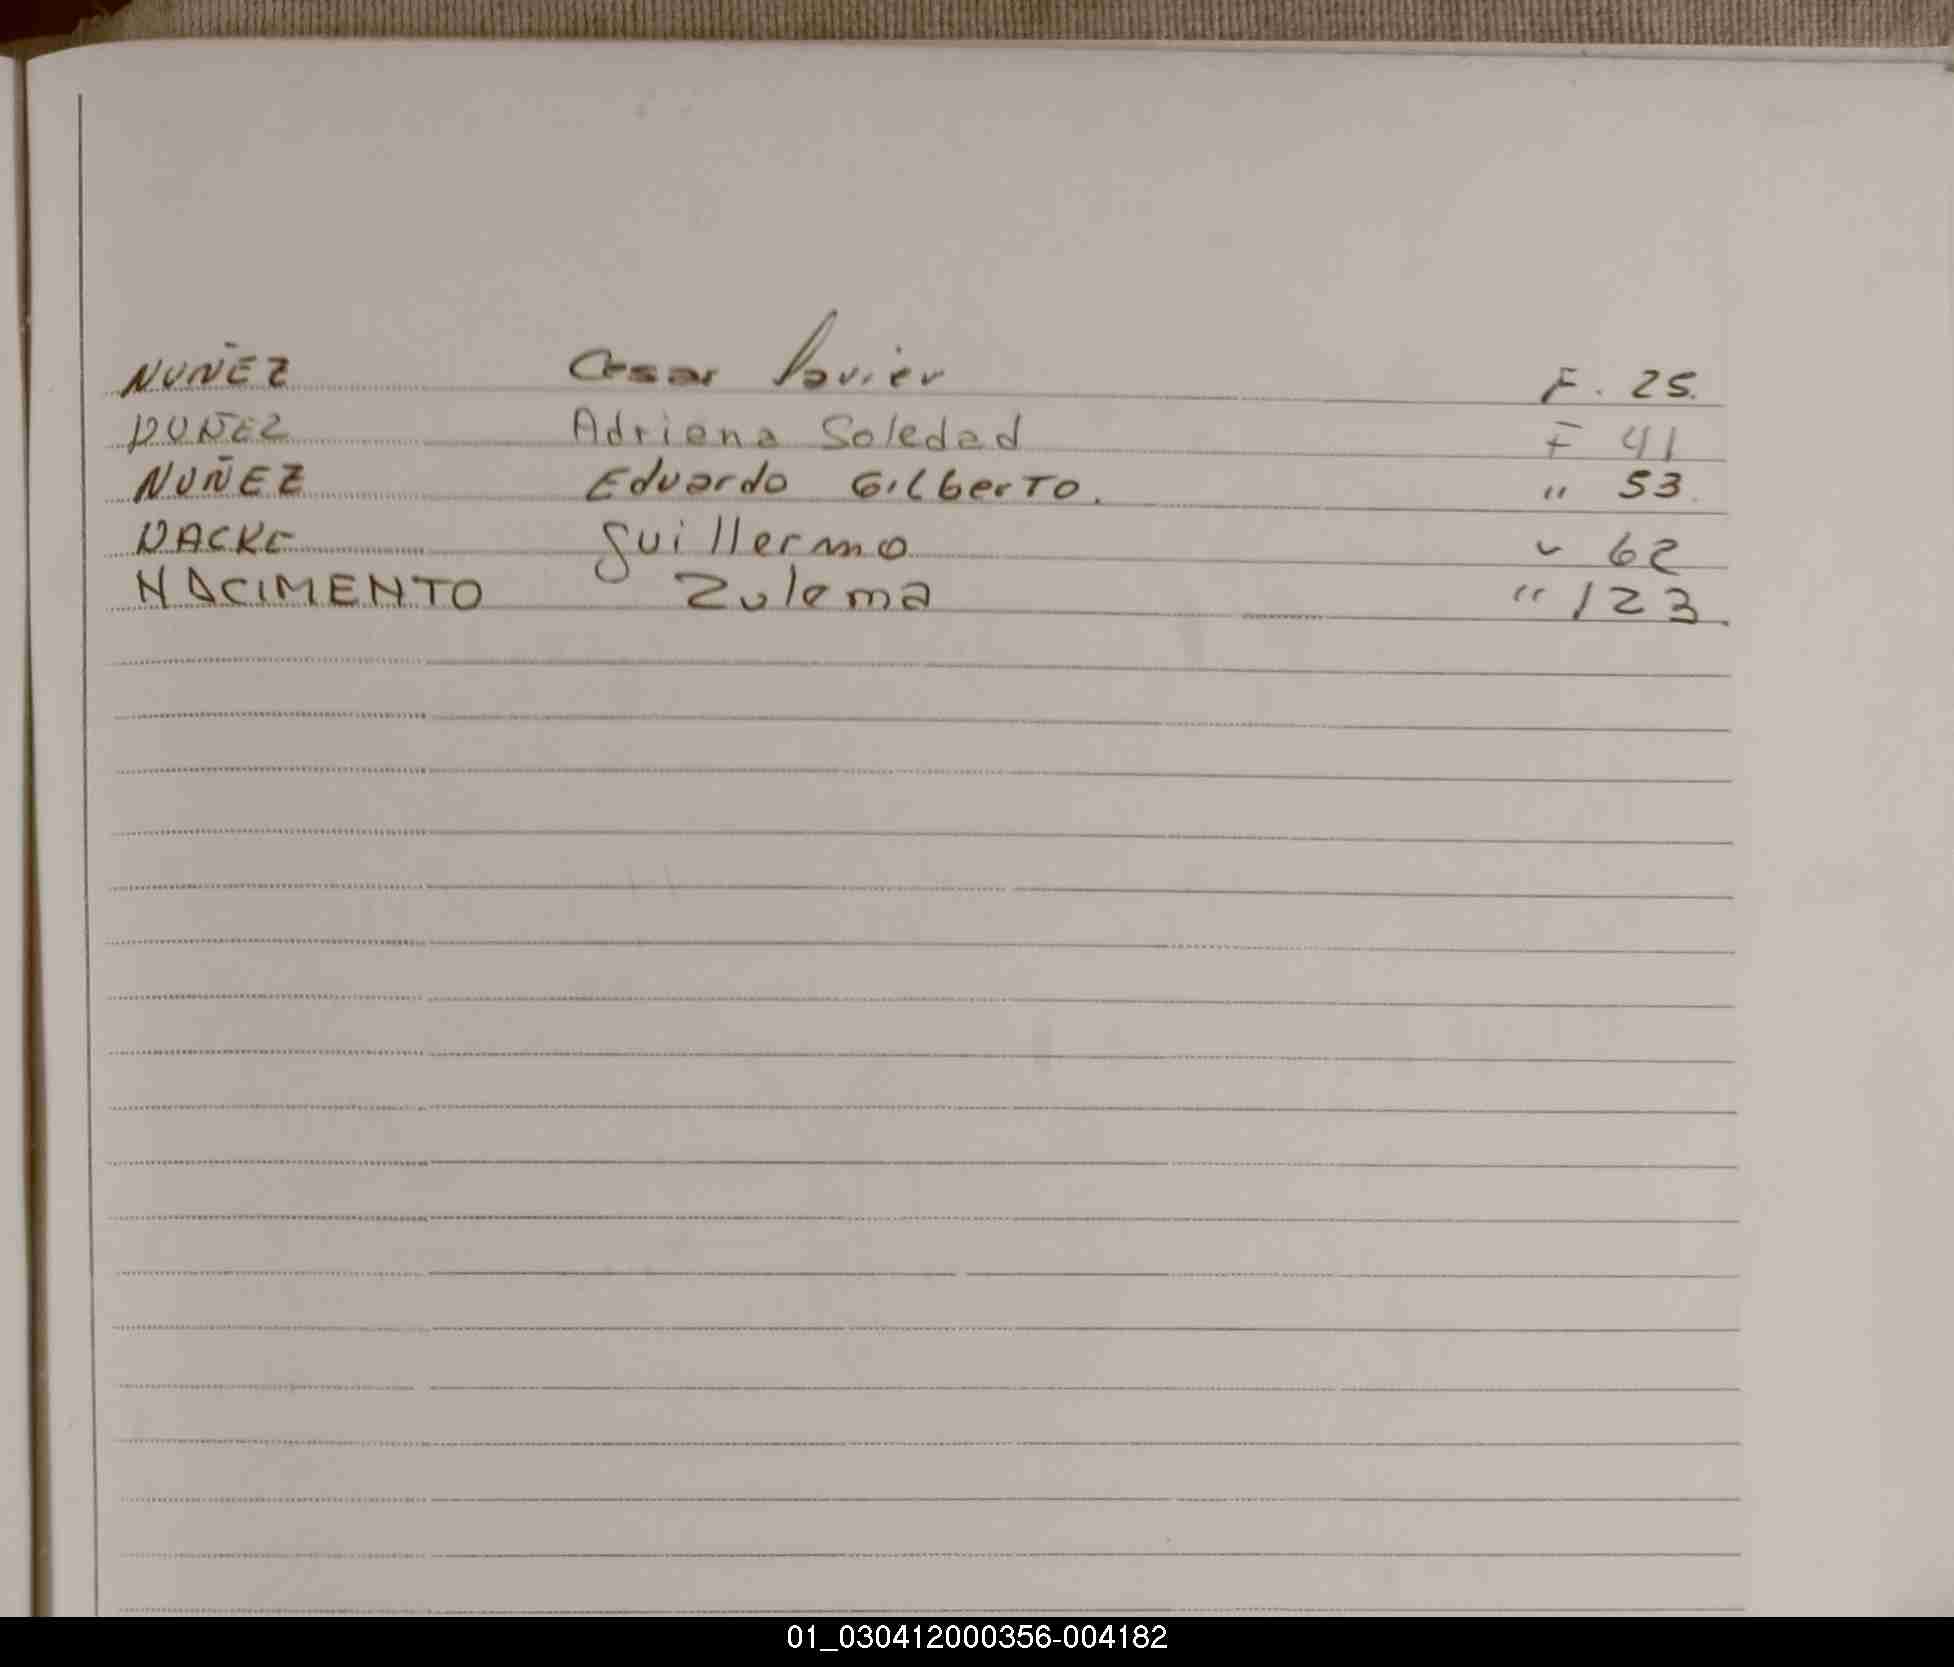 NUÑEZ Cesar Javier F. 25.
NUÑEZ Adriana Soledad F 41
NUÑEZ Eduardo Gilberto. " 53.
NACKE Guillermo " 62
NACIMENTO Zulema " 123.
01_030412000356-004182